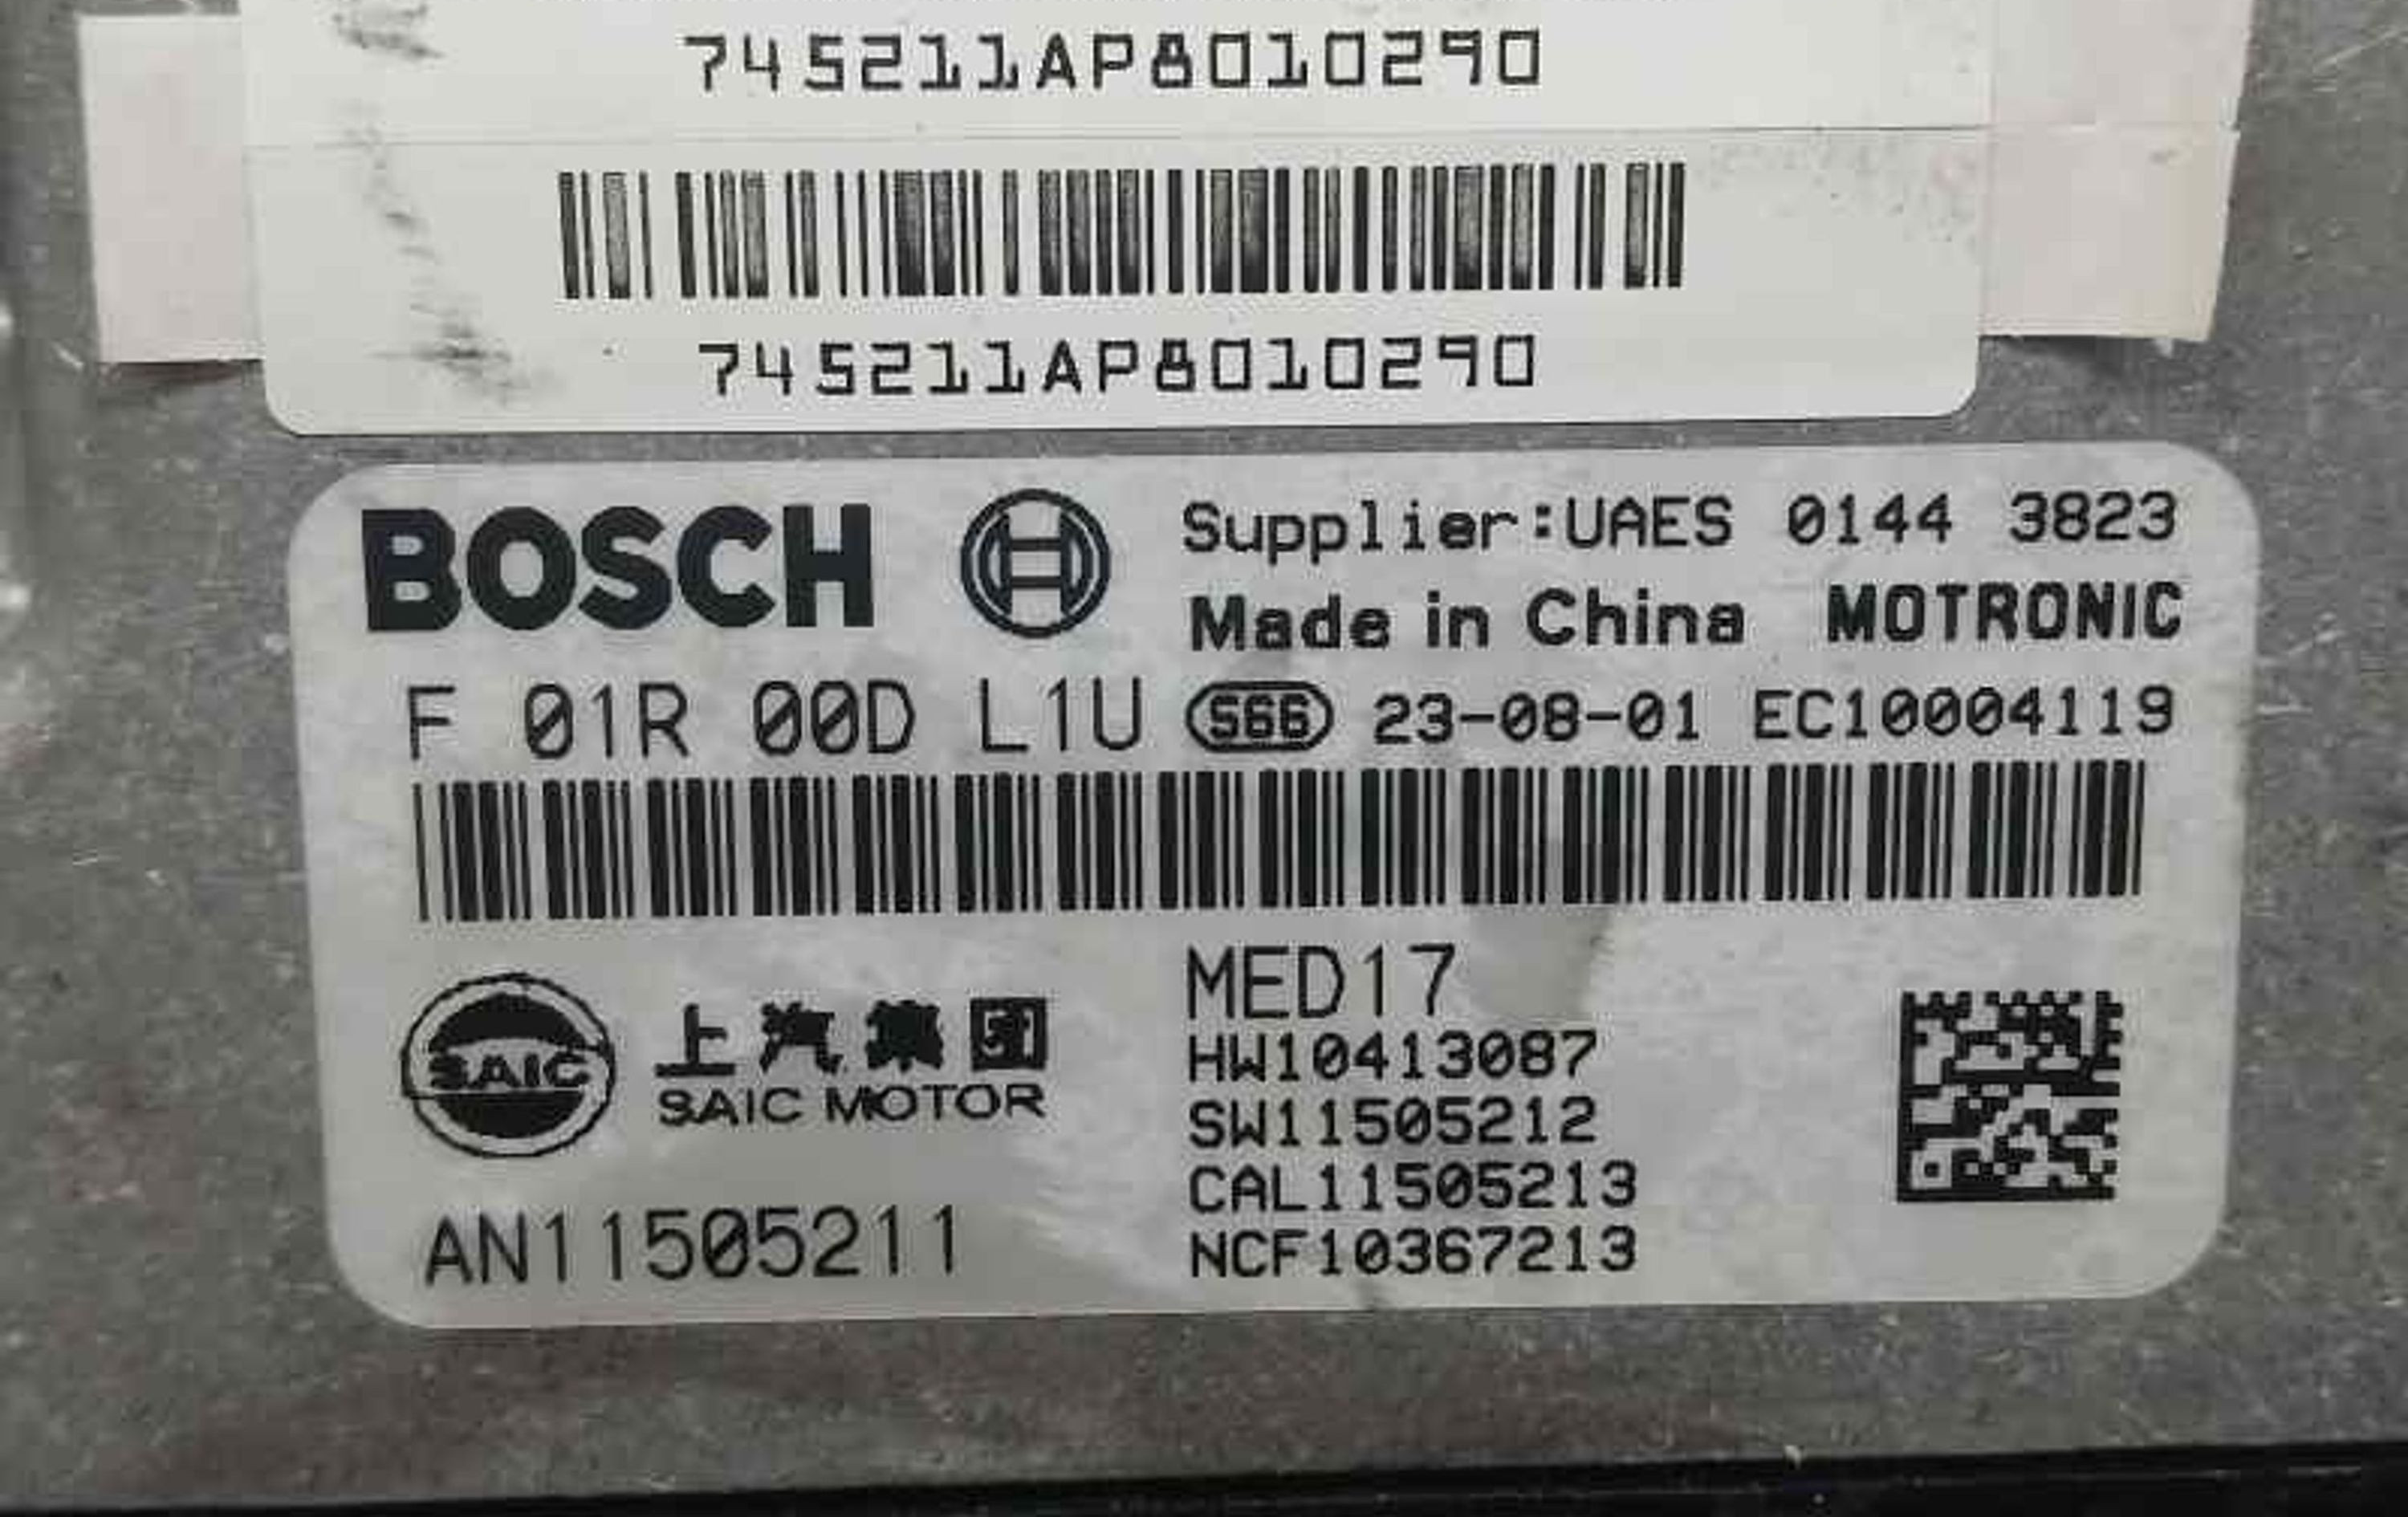 745211AP8010290
745211AP8010290
BOSCH Supplier:UAES 0144 3823
Made in China MOTRONIC
F 01R 00D L1U S66 23-08-01 EC10004119
MED17
SAIC 上汽集团 HW10413087
SAIC MOTOR SW11505212
CAL11505213
AN11505211 NCF10367213